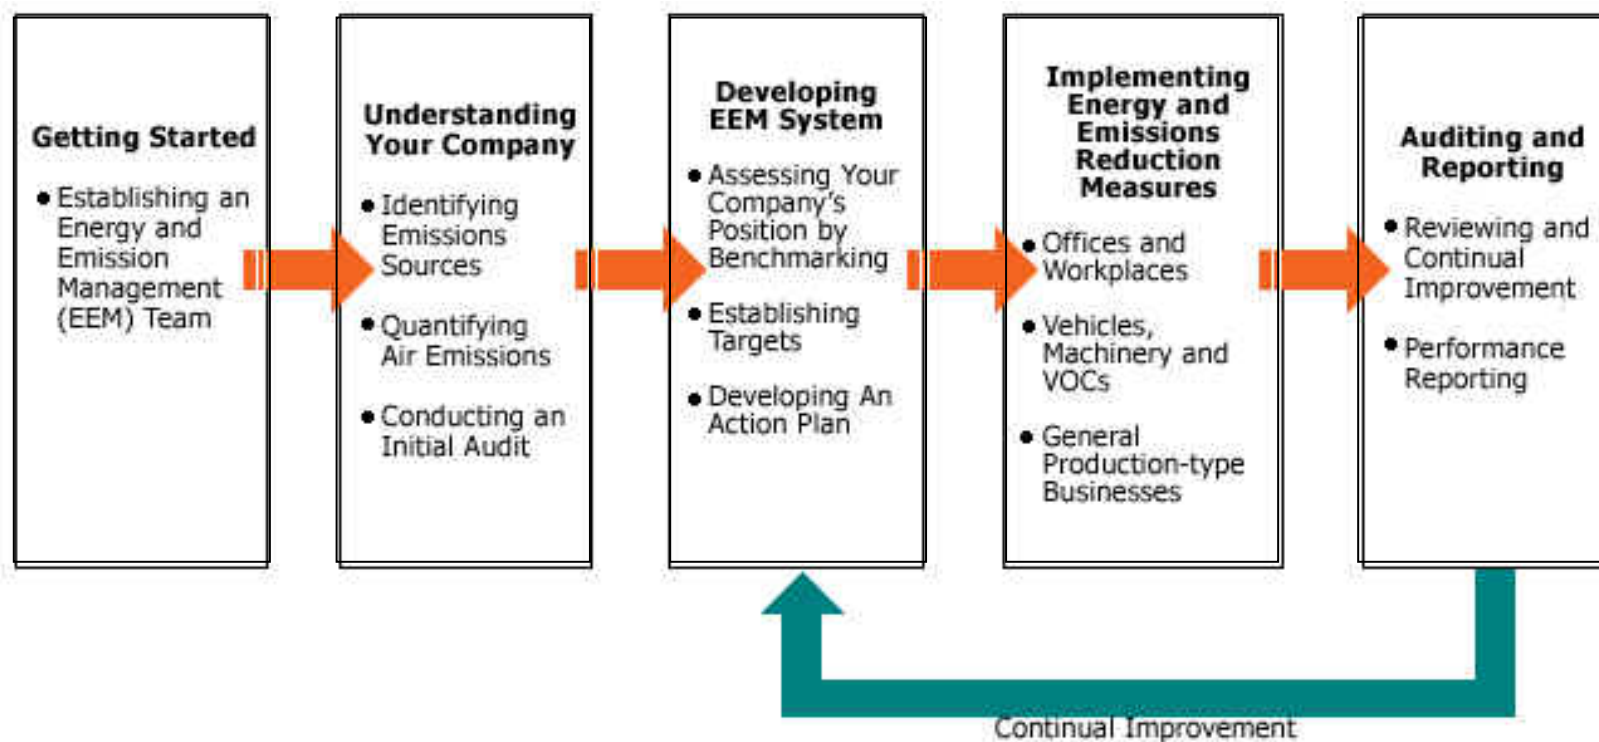 Getting Started
• Establishing an
Energy and
Emission
Management
(EEM) Team
Understanding
Your Company
• Identifying
Emissions
Sources
• Quantifying
Air Emissions
• Conducting an
Initial Audit
Developing
EEM System
• Assessing Your
Company's
Position by
Benchmarking
• Establishing
Targets
• Developing An
Action Plan
Implementing
Energy and
Emissions
Reduction
Measures
• Offices and
Workplaces
• Vehicles,
Machinery and
VOCs
• General
Production-type
Businesses
Auditing and
Reporting
• Reviewing and
Continual
Improvement
• Performance
Reporting
Continual Improvement